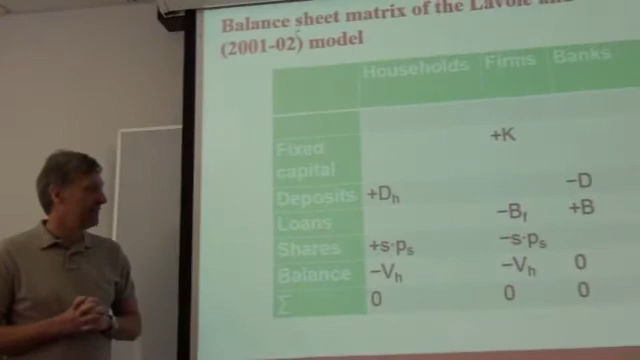 Balance sheet matrix of the Lavoie and
(2001-02) model
Households Firms Banks
Fixed capital +K
Deposits +Dh −D
Loans −Bf +B
Shares +s·ps −s·ps
Balance −Vh −Vh 0
Σ 0 0 0